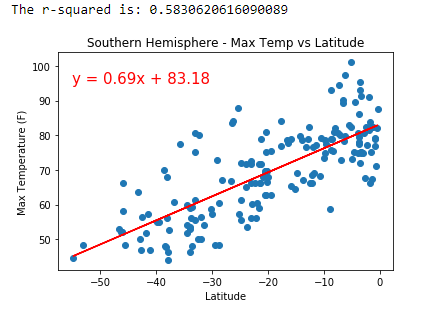 The r-squared is: 0.5830620616090089
Southern Hemisphere - Max Temp vs Latitude
y = 0.69x + 83.18
100
90
80
70
60
50
Max Temperature (F)
−50 −40 −30 −20 −10 0
Latitude